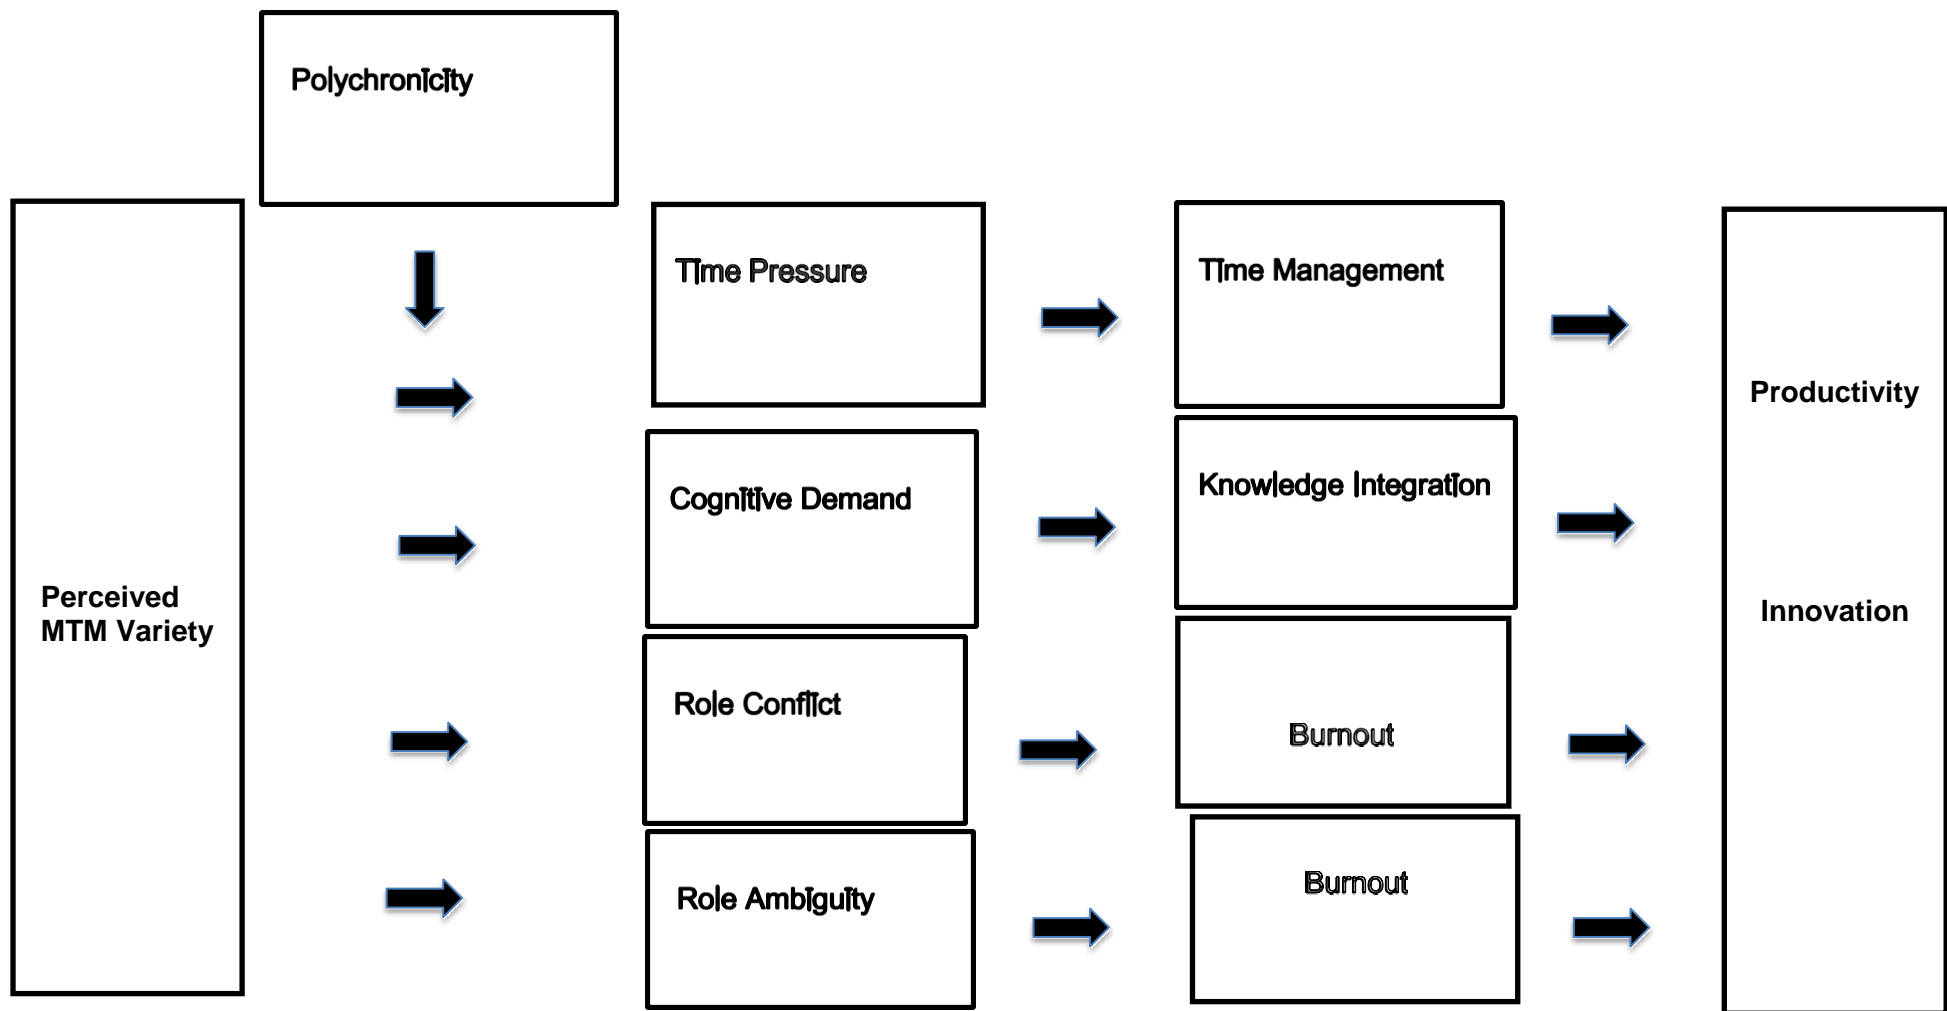 Polychronicity
Time Pressure
Time Management
Productivity
Cognitive Demand
Knowledge Integration
Perceived
MTM Variety
Innovation
Role Conflict
Burnout
Role Ambiguity
Burnout